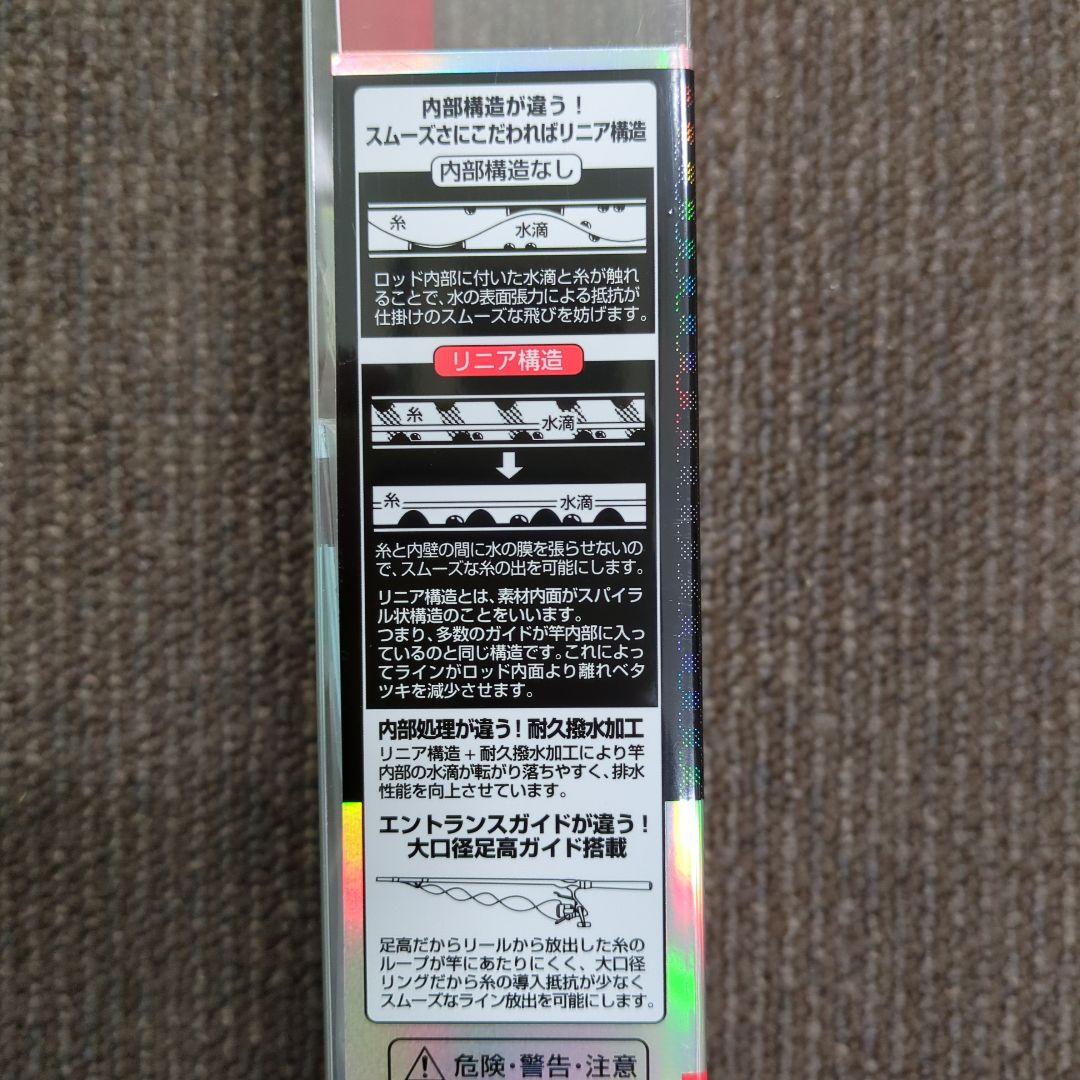 内部構造が違う！
スムーズさにこだわればリニア構造
内部構造なし
糸
水滴
ロッド内部に付いた水滴と糸が触れ
ることで、水の表面張力による抵抗が
仕掛けのスムーズな飛びを妨げます。
リニア構造
糸
水滴
糸
水滴
糸と内壁の間に水の膜を張らせないの
で、スムーズな糸の出を可能にします。
リニア構造とは、素材内面がスパイラ
ル状構造のことをいいます。
つまり、多数のガイドが竿内部に入っ
ているのと同じ構造です。これによっ
てラインがロッド内面より離れベタ
ツキを減少させます。
内部処理が違う！耐久撥水加工
リニア構造+耐久撥水加工により竿
内部の水滴が転がり落ちやすく、排水
性能を向上させています。
エントランスガイドが違う！
大口径足高ガイド搭載
足高だからリールから放出した糸の
ループが竿にあたりにくく、大口径
リングだから糸の導入抵抗が少なく
スムーズなライン放出を可能にします。
危険・警告・注意